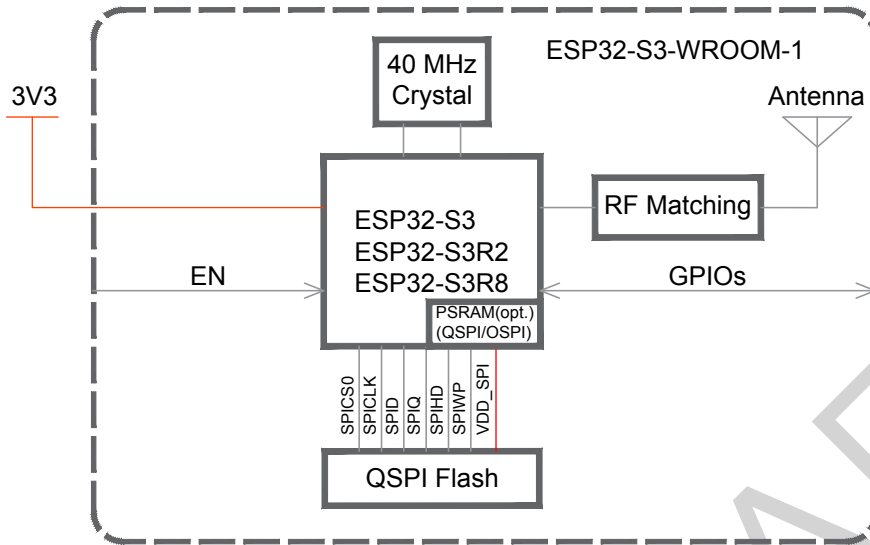 ESP32-S3-WROOM-1
40 MHz
Crystal
3V3
Antenna
RF Matching
ESP32-S3
ESP32-S3R2
ESP32-S3R8
EN
GPIOs
PSRAM(opt.)
(QSPI/OSPI)
SPICS0
SPICLK
SPID
SPIQ
SPIHD
SPIWP
VDD_SPI
QSPI Flash